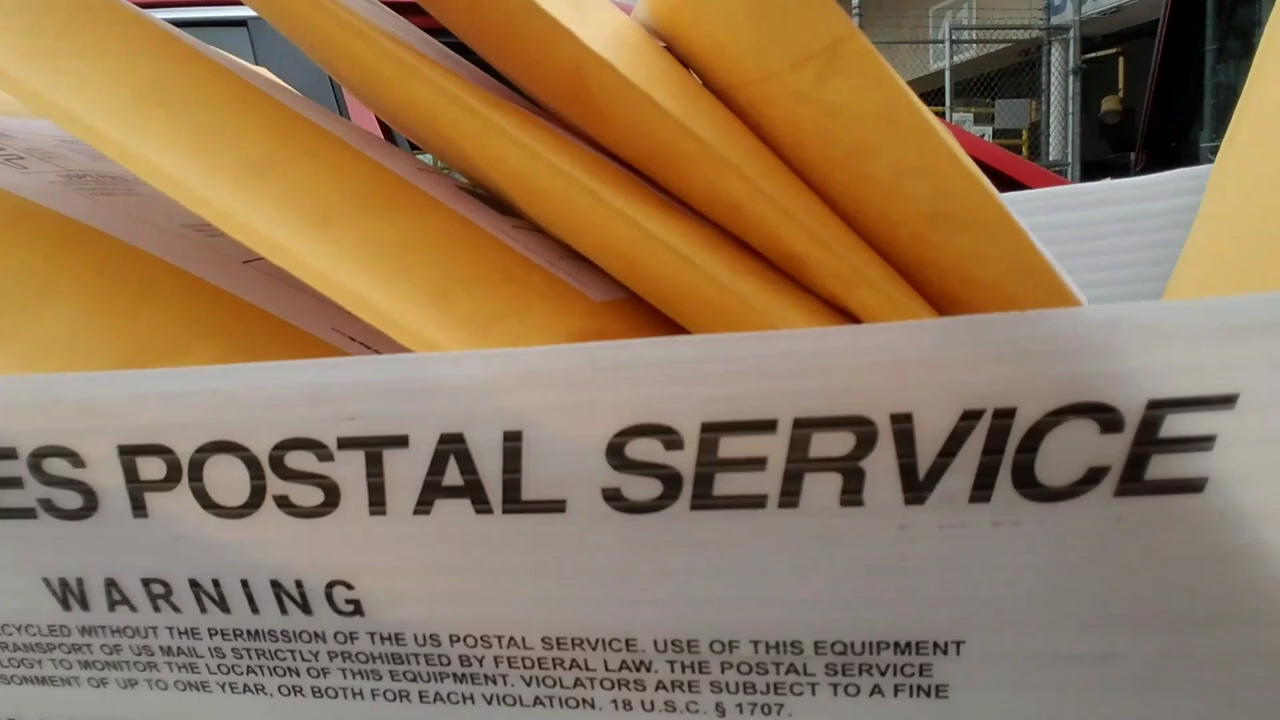 ES POSTAL SERVICE
WARNING
CYCLED WITHOUT THE PERMISSION OF THE US POSTAL SERVICE. USE OF THIS EQUIPMENT
RANSPORT OF US MAIL IS STRICTLY PROHIBITED BY FEDERAL LAW. THE POSTAL SERVICE
LOGY TO MONITOR THE LOCATION OF THIS EQUIPMENT. VIOLATORS ARE SUBJECT TO A FINE
SONMENT OF UP TO ONE YEAR, OR BOTH FOR EACH VIOLATION. 18 U.S.C. § 1707.